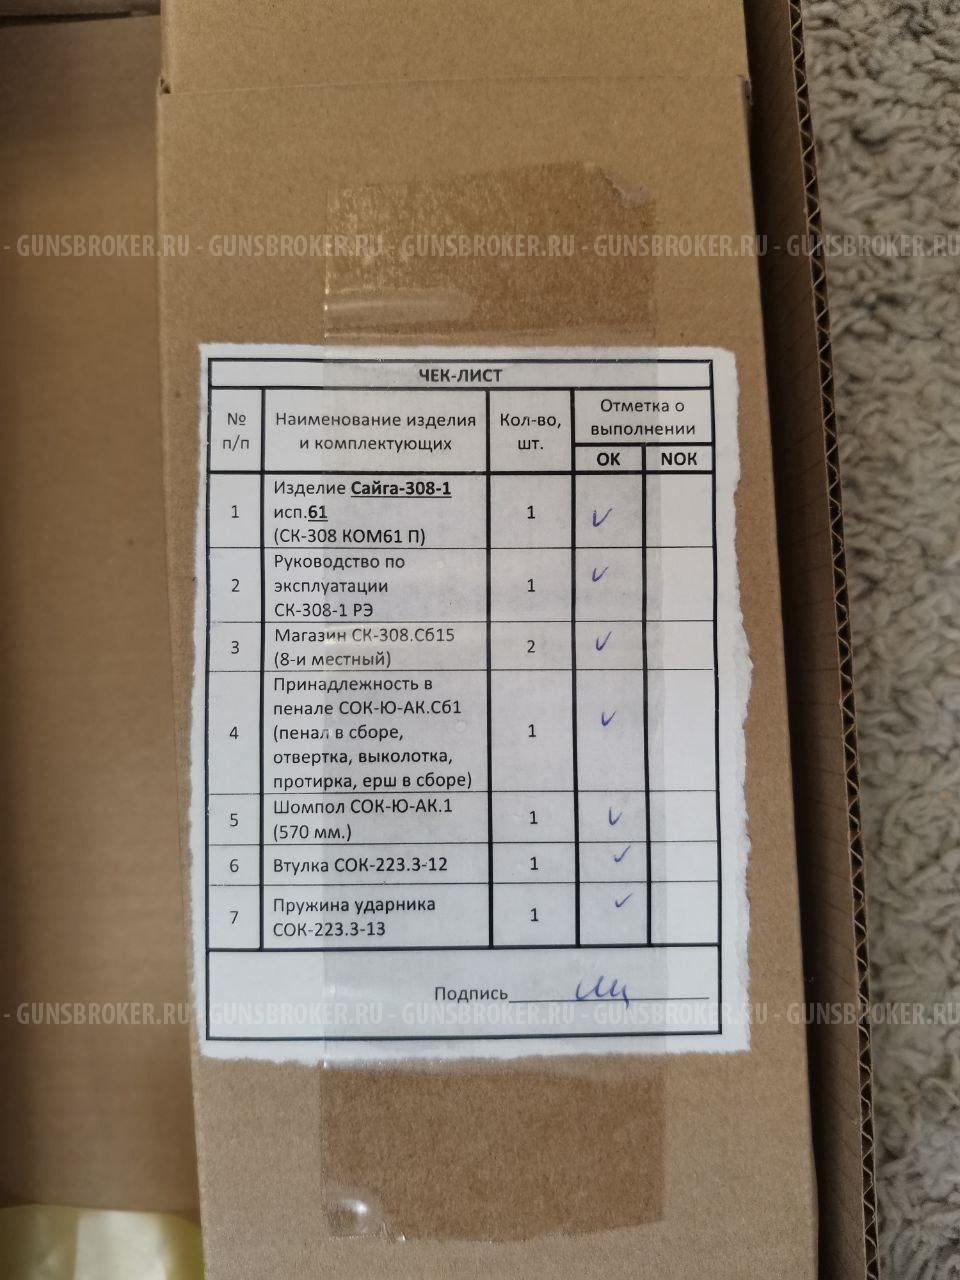 - GUNSBROKER.RU - GUNSBROKER.RU - GUNSBROKER.RU - GUNSBROKER.RU - GUNSBROKER.RU
ЧЕК-ЛИСТ
№ п/п
Наименование изделия и комплектующих
Кол-во, шт.
Отметка о выполнении
OK NOK
1
Изделие Сайга-308-1
исп.61
(СК-308 КОМ61 П)
1
2
Руководство по
эксплуатации
СК-308-1 РЭ
1
3
Магазин СК-308.Сб15
(8-и местный)
2
4
Принадлежность в
пенале СОК-Ю-АК.Сб1
(пенал в сборе,
отвертка, выколотка,
протирка, ерш в сборе)
1
5
Шомпол СОК-Ю-АК.1
(570 мм.)
1
6
Втулка СОК-223.3-12
1
7
Пружина ударника
СОК-223.3-13
1
Подпись
- GUNSBROKER.RU - GUNSBROKER.RU - GUNSBROKER.RU - GUNSBROKER.RU - GUNSBROKER.RU